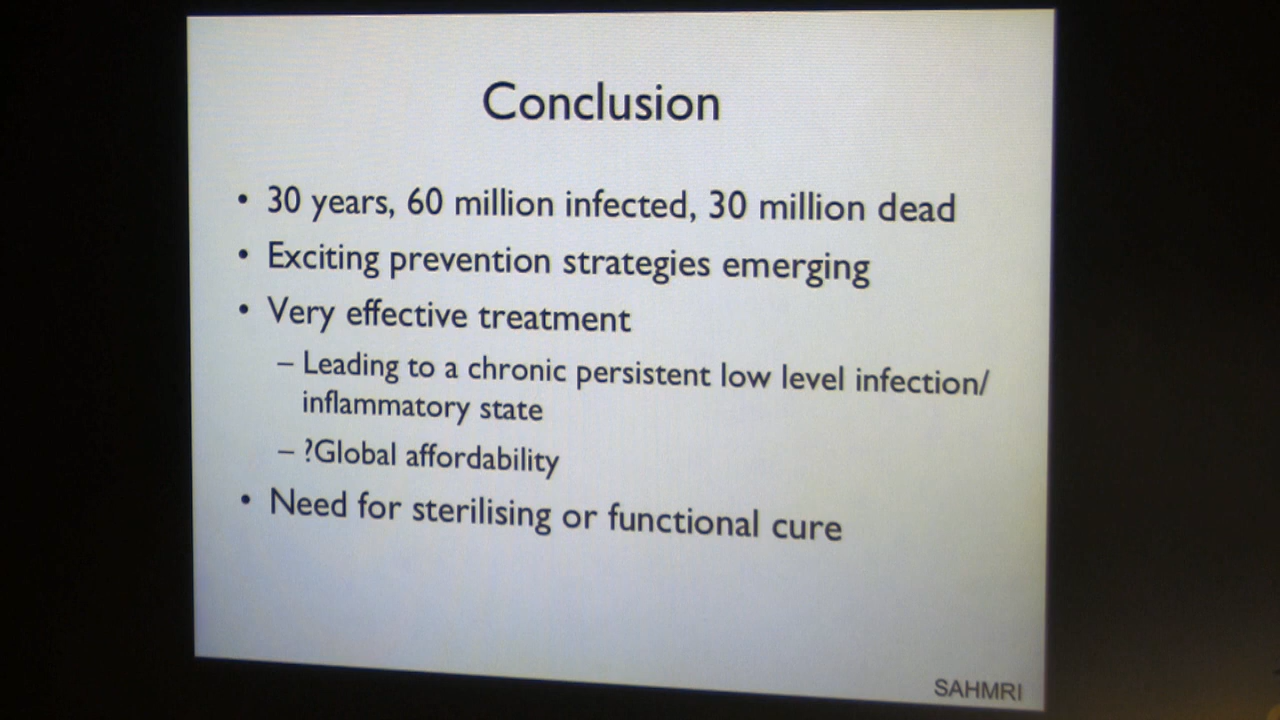 Conclusion
• 30 years, 60 million infected, 30 million dead
• Exciting prevention strategies emerging
• Very effective treatment
– Leading to a chronic persistent low level infection/
inflammatory state
– ?Global affordability
• Need for sterilising or functional cure
SAHMRI